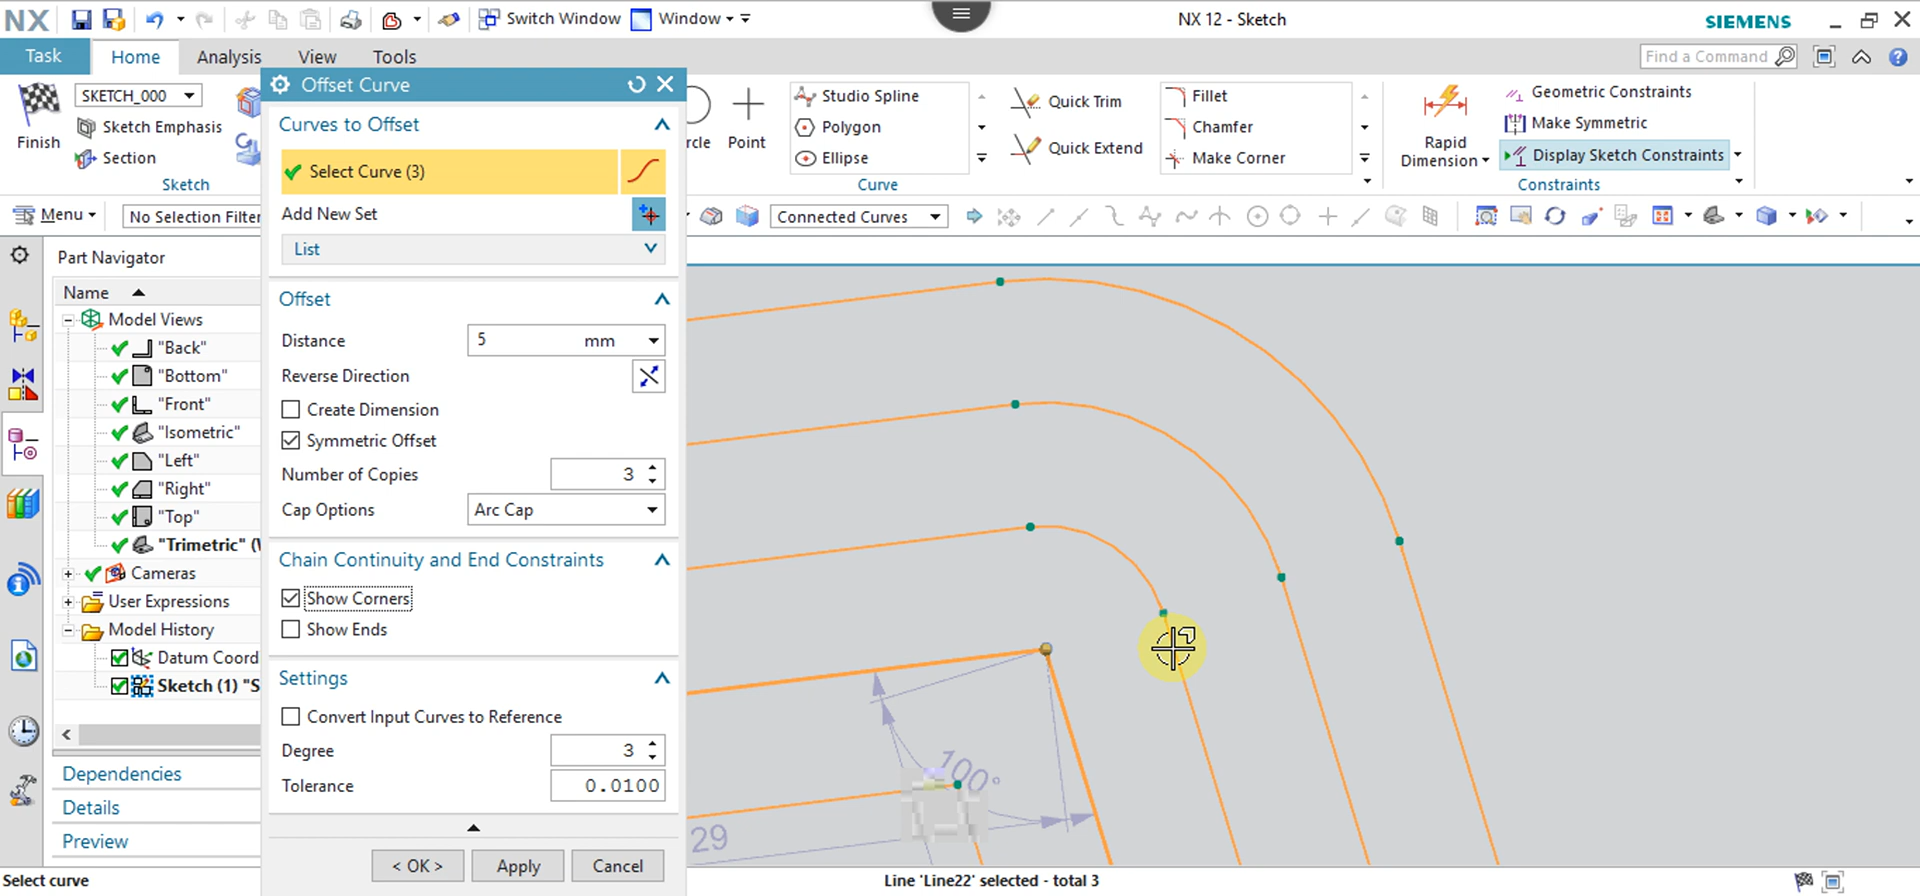 NX
Switch Window
Window
NX 12 - Sketch
SIEMENS
Task
Home
Analysis
View
Tools
Find a Command
Finish
SKETCH_000
Sketch Emphasis
Section
Sketch
Offset Curve
Curves to Offset
Select Curve (3)
Add New Set
List
Offset
Distance
5
mm
Reverse Direction
Create Dimension
Symmetric Offset
Number of Copies
3
Cap Options
Arc Cap
Chain Continuity and End Constraints
Show Corners
Show Ends
Settings
Convert Input Curves to Reference
Degree
3
Tolerance
0.0100
< OK >
Apply
Cancel
rcle
Point
Studio Spline
Polygon
Ellipse
Quick Trim
Quick Extend
Fillet
Chamfer
Make Corner
Curve
Rapid
Dimension
Geometric Constraints
Make Symmetric
Display Sketch Constraints
Constraints
Menu
No Selection Filter
Connected Curves
Part Navigator
Name
Model Views
"Back"
"Bottom"
"Front"
"Isometric"
"Left"
"Right"
"Top"
"Trimetric" (
Cameras
User Expressions
Model History
Datum Coord
Sketch (1) "S
Dependencies
Details
Preview
100°
29
Select curve
Line 'Line22' selected - total 3